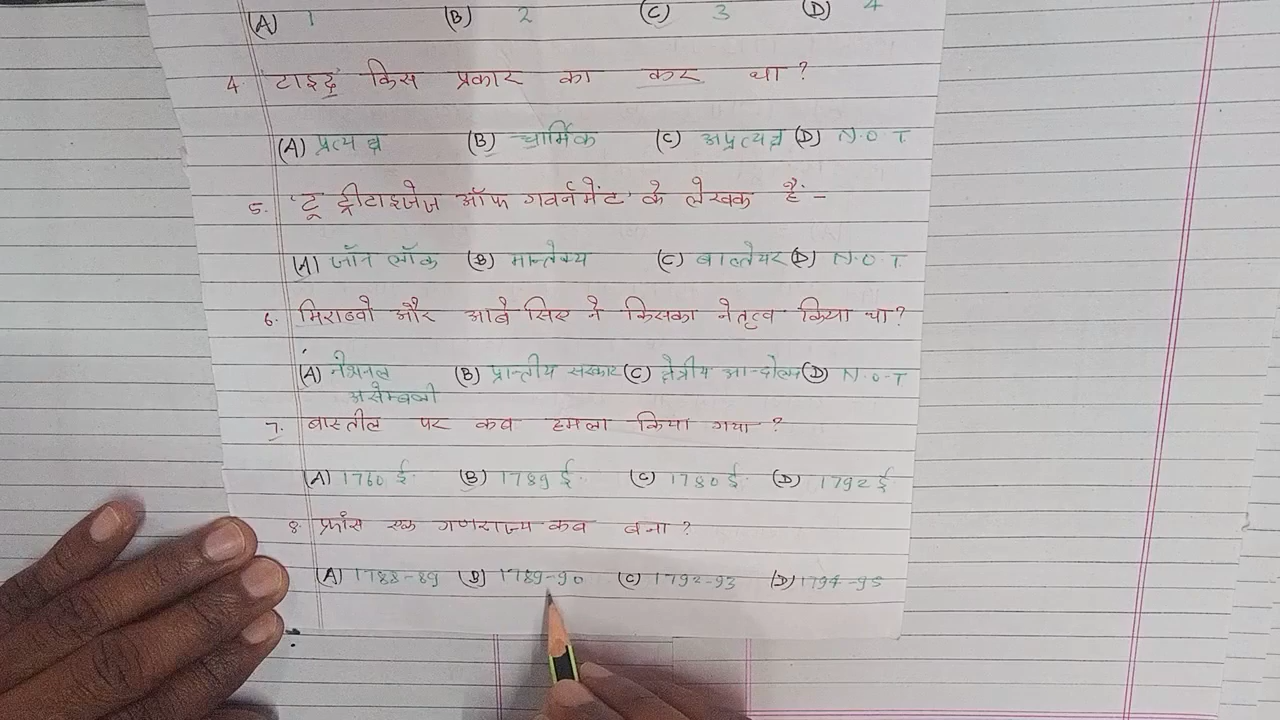 (A) 1 (B) 2 (C) 3 (D) 4
4. टाइद किस प्रकार का कर था ?
(A) प्रत्यक्ष (B) धार्मिक (C) अप्रत्यक्ष (D) N.O.T
5. 'टू ट्रीटाइजेज ऑफ गवर्नमेंट' के लेखक हैं -
(A) जॉन लॉक (B) मान्तेस्क्य (C) वाल्तेयर (D) N.O.T.
6. मिराब्वो और आबे सिए ने किसका नेतृत्व किया था?
(A) नेशनल (B) प्रान्तीय सरकार (C) क्षेत्रीय आन्दोलन (D) N.O.T
असेम्बली
7. बास्तील पर कब हमला किया गया ?
(A) 1760 ई. (B) 1789 ई. (C) 1780 ई. (D) 1792 ई
8. फ्रांस एक गणराज्य कब बना ?
(A) 1788-89 (B) 1789-90 (C) 1792-93 (D) 1794-95